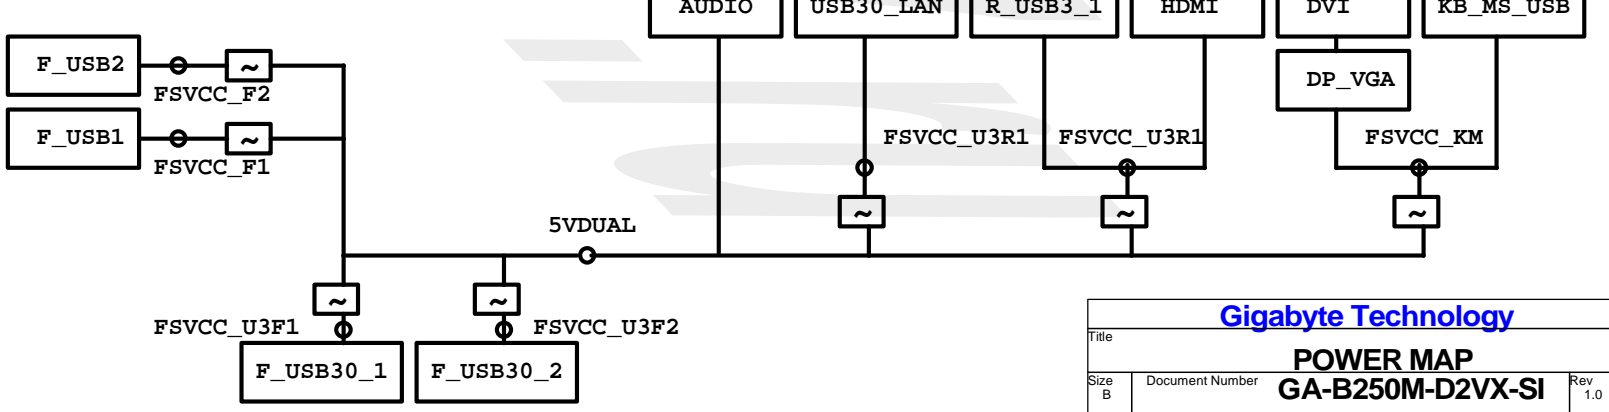 AUDIO USB30_LAN R_USB3_1 HDMI DVI KB_MS_USB
F_USB2
FSVCC_F2
DP_VGA
F_USB1
FSVCC_F1
FSVCC_U3R1 FSVCC_U3R1 FSVCC_KM
~ ~ ~ ~ ~
5VDUAL
~ ~
FSVCC_U3F1 FSVCC_U3F2
F_USB30_1 F_USB30_2
Gigabyte Technology
Title
POWER MAP
Size Document Number Rev
B GA-B250M-D2VX-SI 1.0